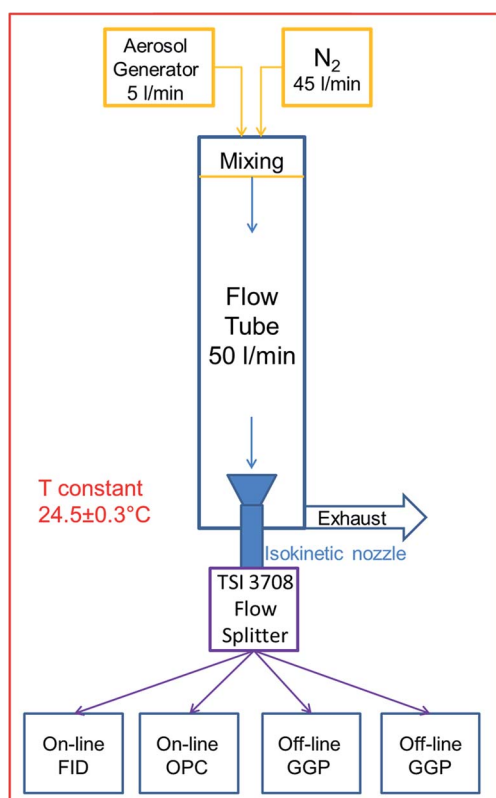 Aerosol
Generator
5 l/min
N₂
45 l/min
Mixing
Flow
Tube
50 l/min
T constant
24.5±0.3°C
Exhaust
Isokinetic nozzle
TSI 3708
Flow
Splitter
On-line
FID
On-line
OPC
Off-line
GGP
Off-line
GGP